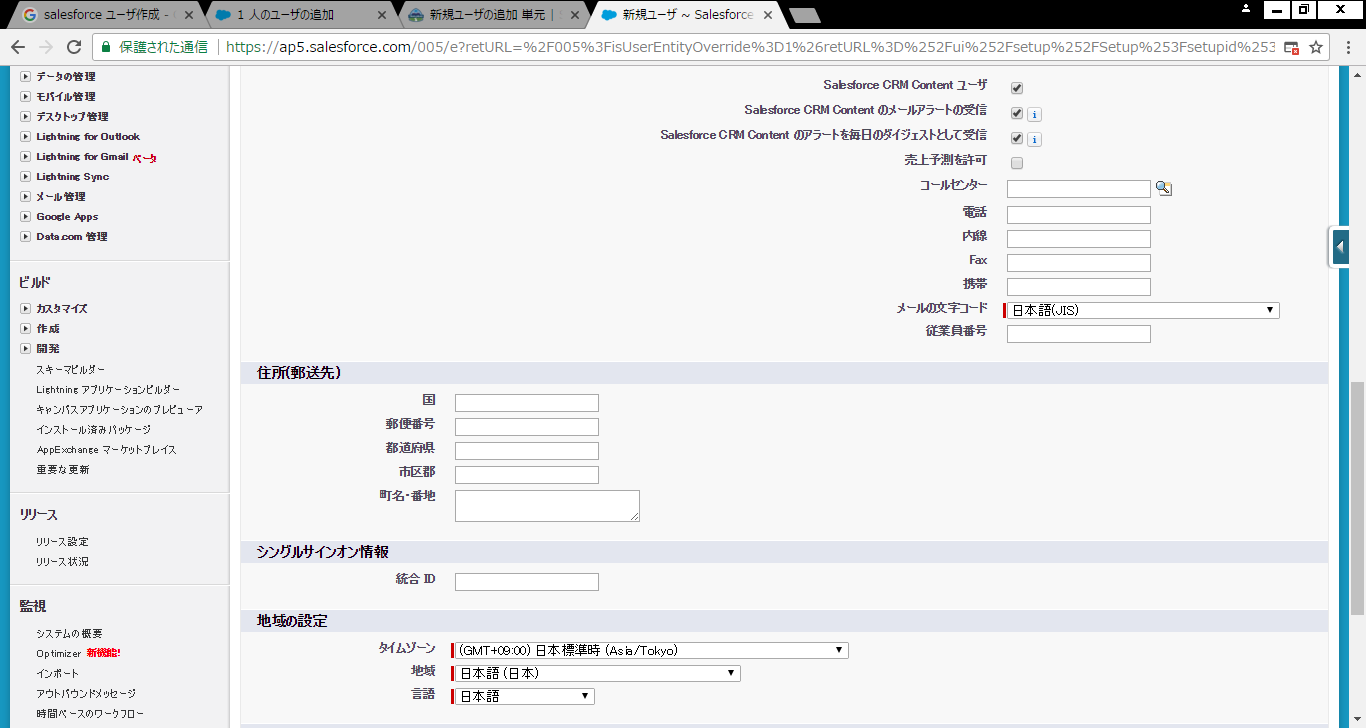 salesforce ユーザ作成 -
1 人のユーザの追加
新規ユーザの追加 単元 |
新規ユーザ ~ Salesforce
保護された通信
https://ap5.salesforce.com/005/e?retURL=%2F005%3FisUserEntityOverride%3D1%26retURL%3D%252Fui%252Fsetup%252FSetup%253Fsetupid%253
データの管理
モバイル管理
デスクトップ管理
Lightning for Outlook
Lightning for Gmail ベータ
Lightning Sync
メール管理
Google Apps
Data.com 管理
ビルド
カスタマイズ
作成
開発
スキーマビルダー
Lightning アプリケーションビルダー
キャンバスアプリケーションのプレビューア
インストール済みパッケージ
AppExchange マーケットプレイス
重要な更新
リリース
リリース設定
リリース状況
監視
システムの概要
Optimizer 新機能!
インポート
アウトバウンドメッセージ
時間ベースのワークフロー
Salesforce CRM Content ユーザ
Salesforce CRM Content のメールアラートの受信
Salesforce CRM Content のアラートを毎日のダイジェストとして受信
売上予測を許可
コールセンター
電話
内線
Fax
携帯
メールの文字コード 日本語(JIS)
従業員番号
住所(郵送先)
国
郵便番号
都道府県
市区郡
町名・番地
シングルサインオン情報
統合 ID
地域の設定
タイムゾーン (GMT+09:00) 日本標準時 (Asia/Tokyo)
地域 日本語 (日本)
言語 日本語